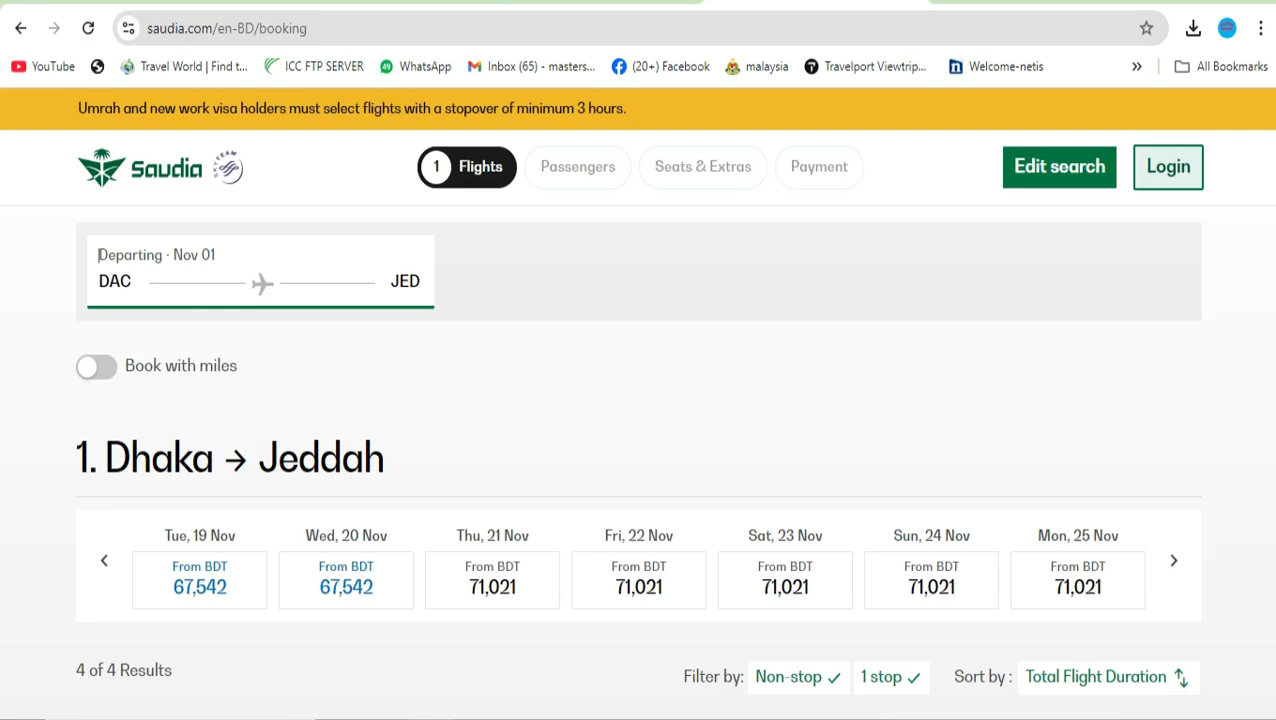 saudia.com/en-BD/booking
YouTube
Travel World | Find t...
ICC FTP SERVER
49
WhatsApp
Inbox (65) - masters...
(20+) Facebook
malaysia
Travelport Viewtrip...
Welcome-netis
»
All Bookmarks
Umrah and new work visa holders must select flights with a stopover of minimum 3 hours.
Saudia
SKYTEAM
1 Flights
Passengers
Seats & Extras
Payment
Edit search
Login
Departing · Nov 01
DAC JED
Book with miles
1. Dhaka → Jeddah
Tue, 19 Nov Wed, 20 Nov Thu, 21 Nov Fri, 22 Nov Sat, 23 Nov Sun, 24 Nov Mon, 25 Nov
From BDT From BDT From BDT From BDT From BDT From BDT From BDT
67,542 67,542 71,021 71,021 71,021 71,021 71,021
4 of 4 Results
Filter by: Non-stop ✓ 1 stop ✓ Sort by : Total Flight Duration